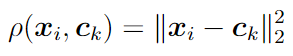 ρ(𝒙ᵢ, 𝒄ₖ) = ‖𝒙ᵢ − 𝒄ₖ‖₂²